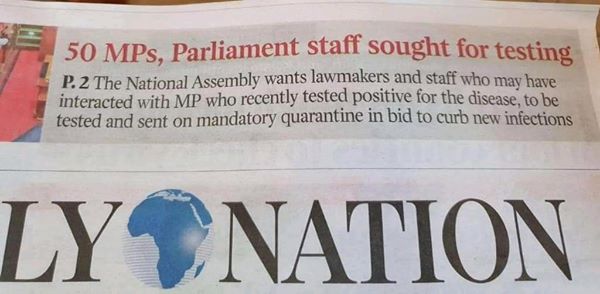 50 MPs, Parliament staff sought for testing
P. 2 The National Assembly wants lawmakers and staff who may have
interacted with MP who recently tested positive for the disease, to be
tested and sent on mandatory quarantine in bid to curb new infections
LY NATION